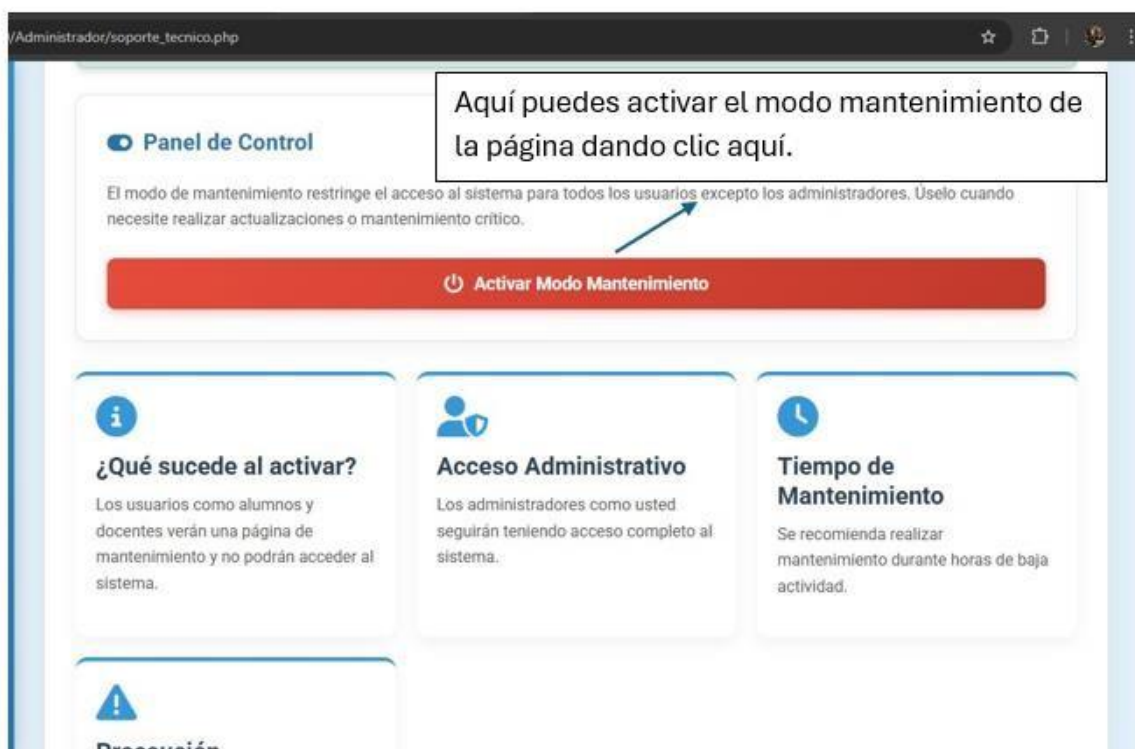 /Administrador/soporte_tecnico.php
Aquí puedes activar el modo mantenimiento de
la página dando clic aquí.
Panel de Control
El modo de mantenimiento restringe el acceso al sistema para todos los usuarios excepto los administradores. Úselo cuando
necesite realizar actualizaciones o mantenimiento crítico.
Activar Modo Mantenimiento
¿Qué sucede al activar?
Los usuarios como alumnos y
docentes verán una página de
mantenimiento y no podrán acceder al
sistema.
Acceso Administrativo
Los administradores como usted
seguirán teniendo acceso completo al
sistema.
Tiempo de
Mantenimiento
Se recomienda realizar
mantenimiento durante horas de baja
actividad.